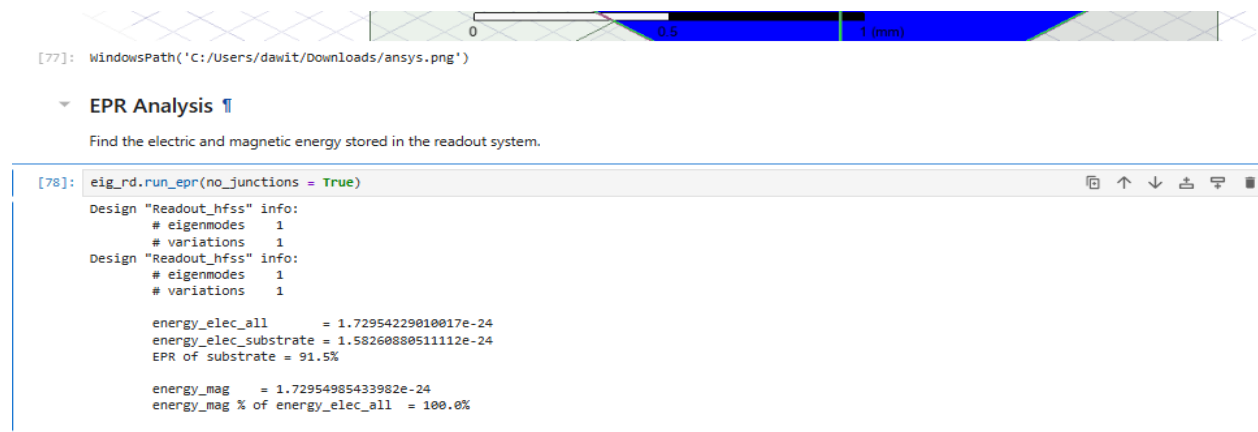 0 0.5 1 (mm)
[77]: WindowsPath('C:/Users/dawit/Downloads/ansys.png')
EPR Analysis ¶
Find the electric and magnetic energy stored in the readout system.
[78]: eig_rd.run_epr(no_junctions = True)
Design "Readout_hfss" info:
# eigenmodes 1
# variations 1
Design "Readout_hfss" info:
# eigenmodes 1
# variations 1
energy_elec_all = 1.72954229010017e-24
energy_elec_substrate = 1.58260880511112e-24
EPR of substrate = 91.5%
energy_mag = 1.72954985433982e-24
energy_mag % of energy_elec_all = 100.0%